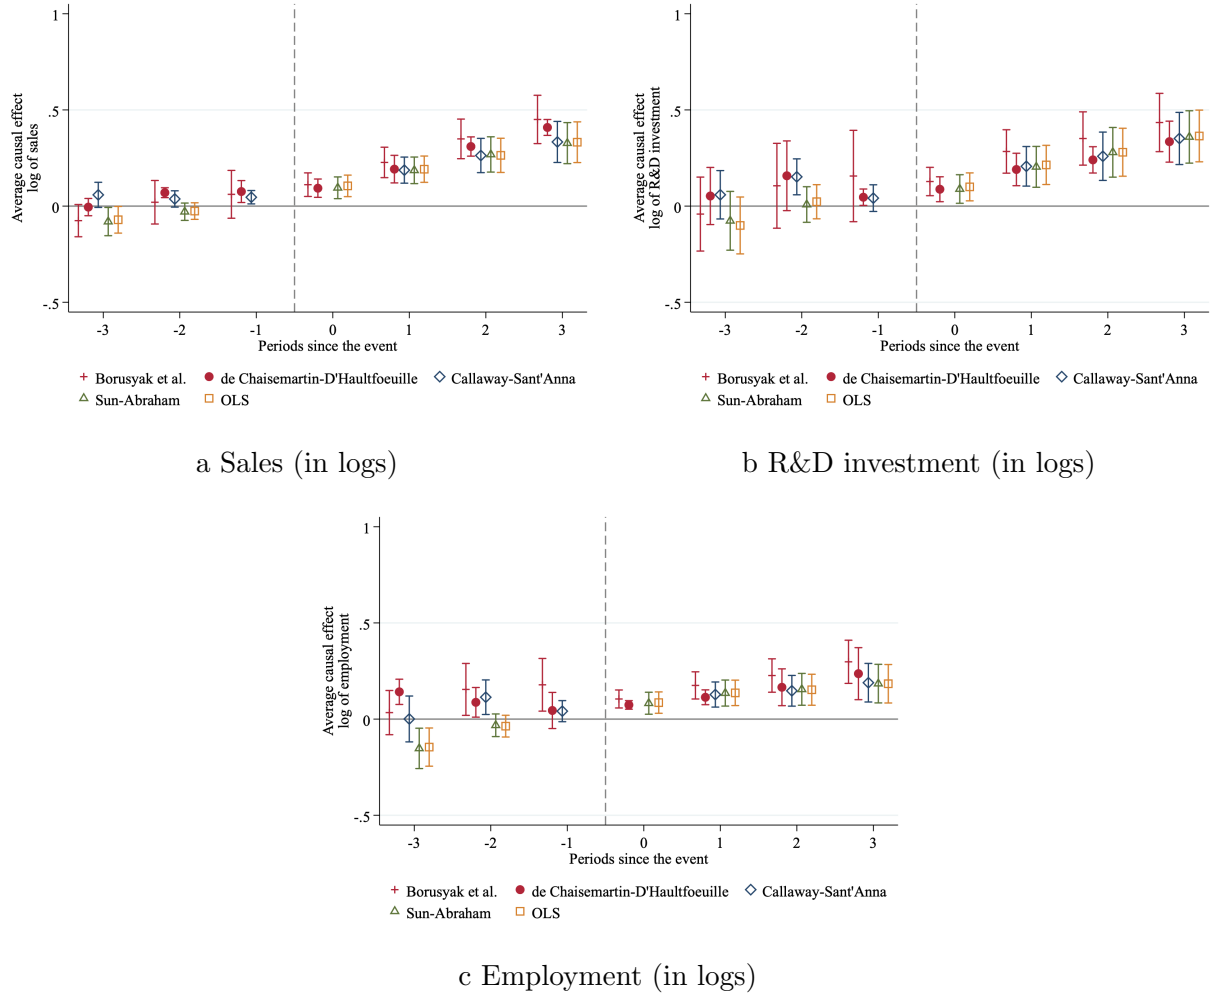 1
.5
0
-.5
Average causal effect
log of sales
-3 -2 -1 0 1 2 3
Periods since the event
Borusyak et al. de Chaisemartin-D'Haultfoeuille Callaway-Sant'Anna
Sun-Abraham OLS
a Sales (in logs)
1
.5
0
-.5
Average causal effect
log of R&D investment
-3 -2 -1 0 1 2 3
Periods since the event
Borusyak et al. de Chaisemartin-D'Haultfoeuille Callaway-Sant'Anna
Sun-Abraham OLS
b R&D investment (in logs)
1
.5
0
-.5
Average causal effect
log of employment
-3 -2 -1 0 1 2 3
Periods since the event
Borusyak et al. de Chaisemartin-D'Haultfoeuille Callaway-Sant'Anna
Sun-Abraham OLS
c Employment (in logs)